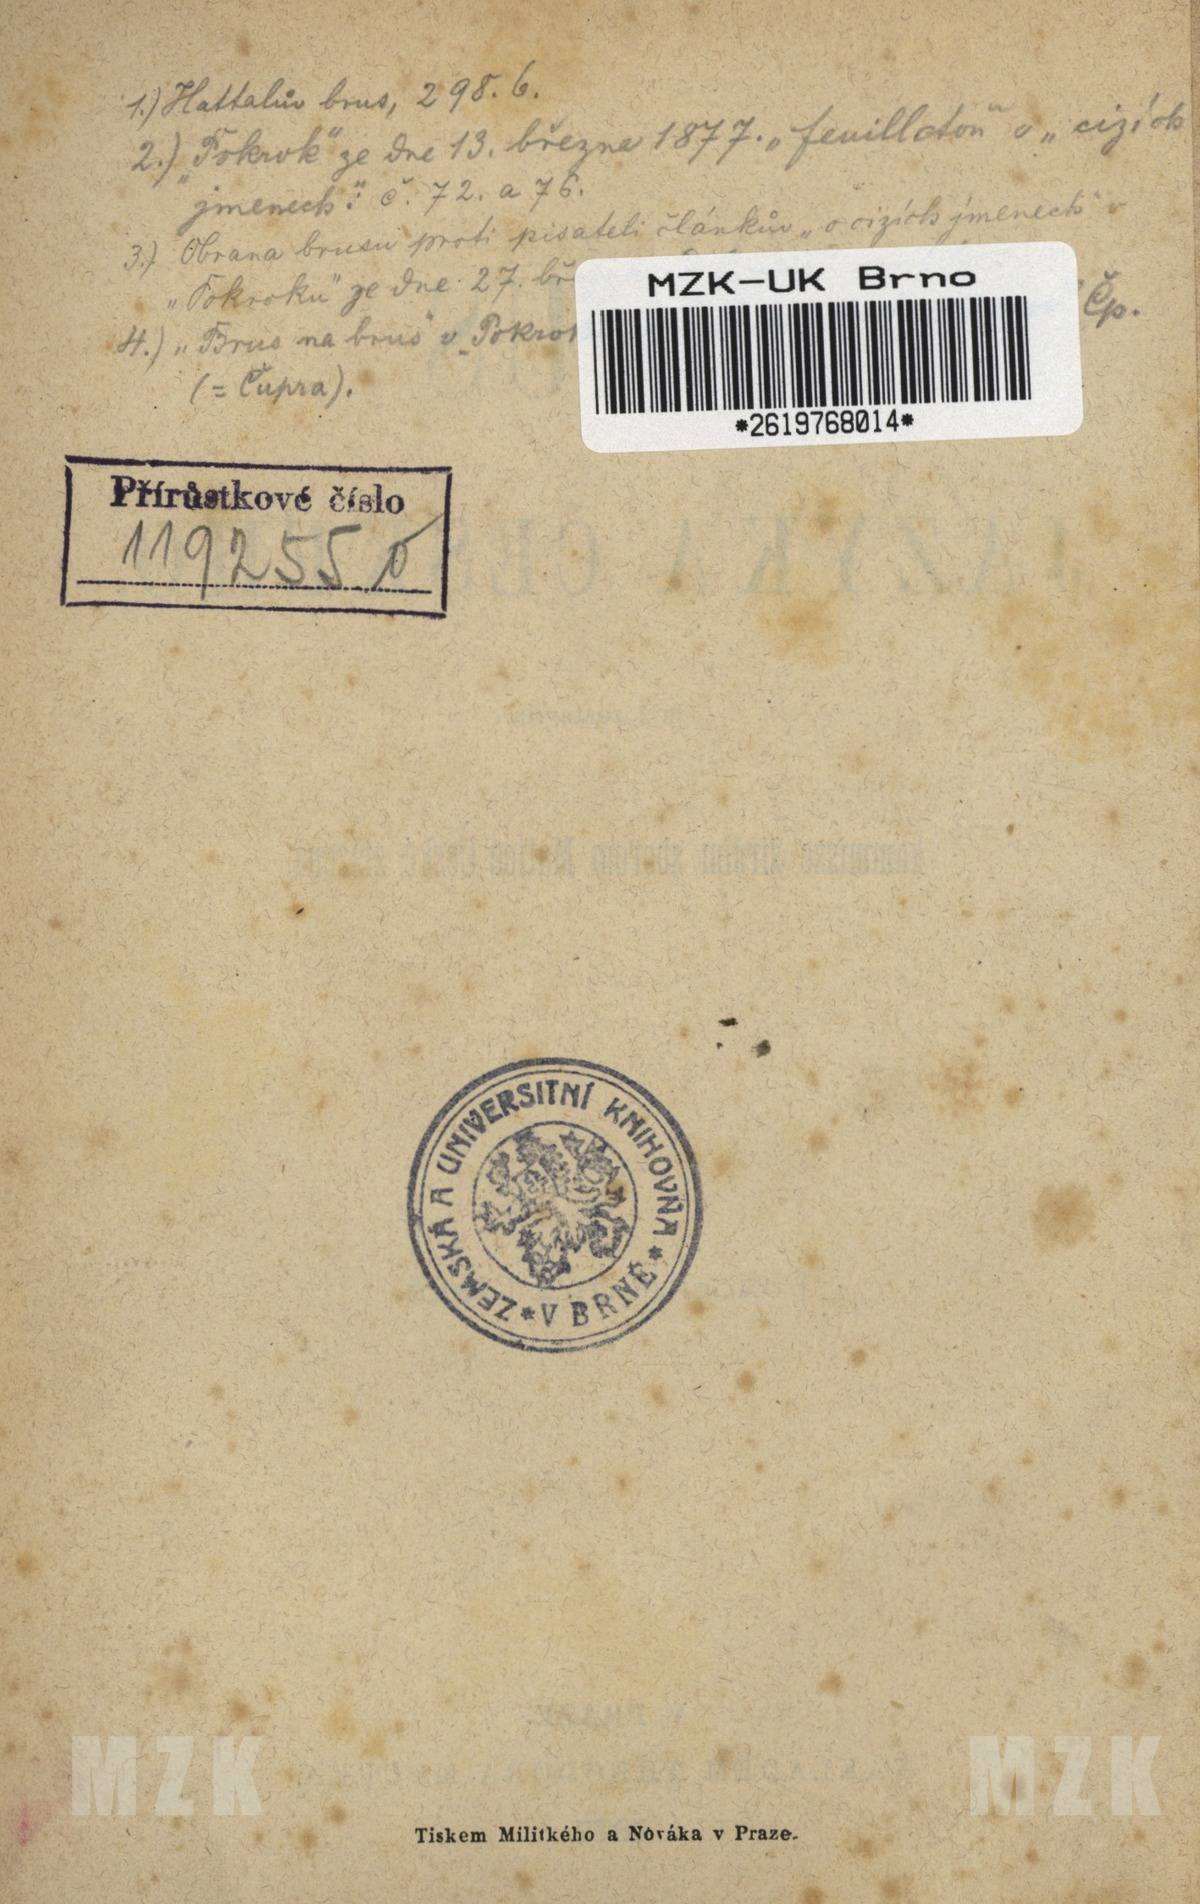 1.) Hattalův brus, 298. 6.
2.) „Pokrok" ze dne 13. března 1877. „feuilleton" o „cizích
jmenech": č. 72. a 76.
3.) Obrana brusu proti pisateli článkův „o cizích jmenech" v
„Pokroku" ze dne 27.
4.) „Brus na brus" v „
Čp.
(= Čupra).
MZK-UK Brno
*2619768014*
Přírůstkové číslo
119255
ZEMSKÁ A UNIVERSITNÍ KNIHOVNA
* V BRNĚ *
MZK MZK
Tiskem Militkého a Nováka v Praze.